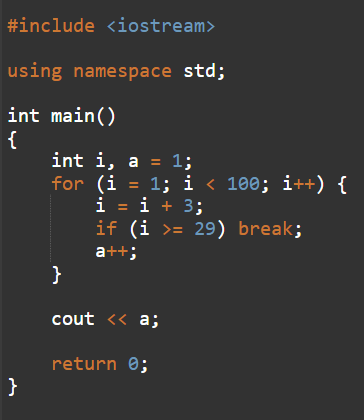 #include <iostream>
using namespace std;
int main()
{
int i, a = 1;
for (i = 1; i < 100; i++) {
i = i + 3;
if (i >= 29) break;
a++;
}
cout << a;
return 0;
}